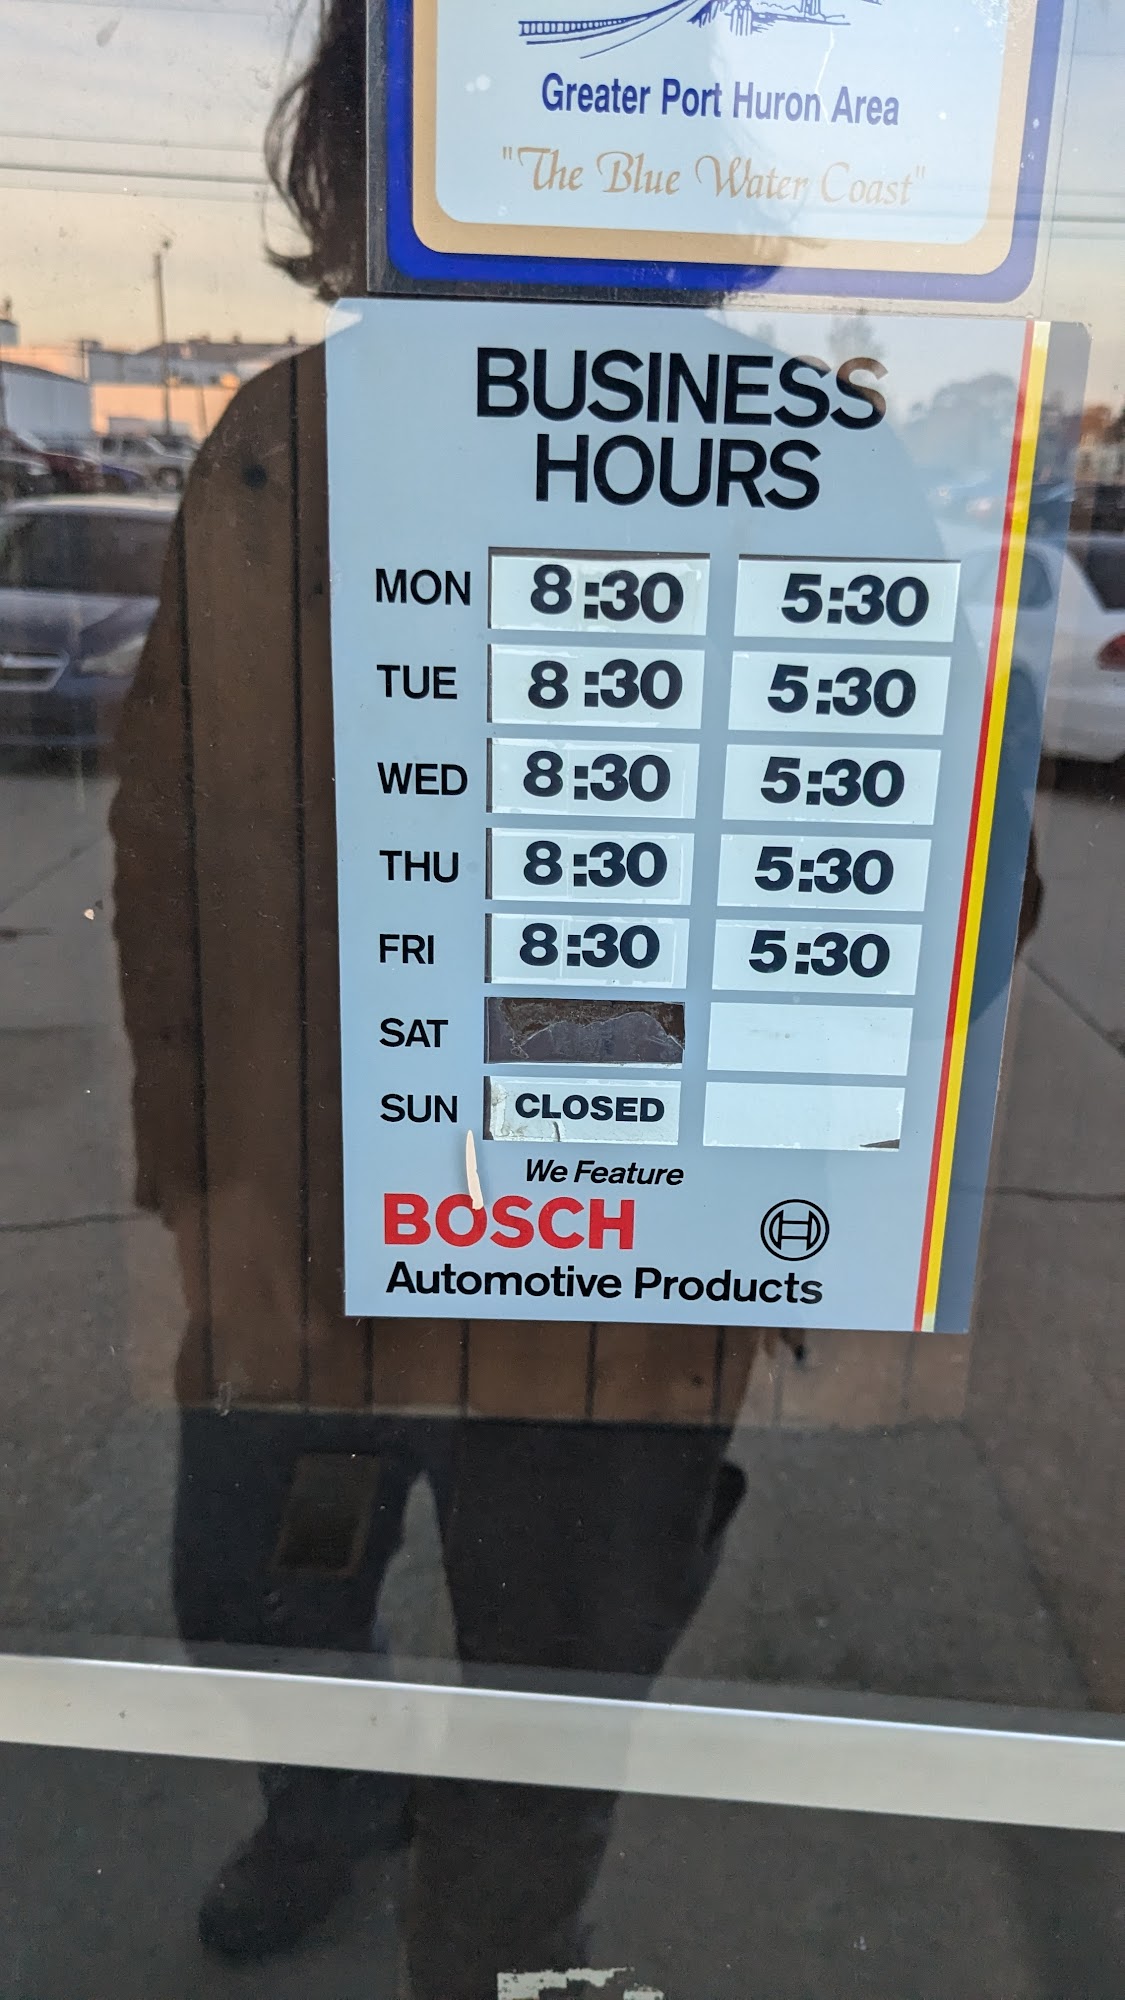 Greater Port Huron Area
"The Blue Water Coast"
BUSINESS
HOURS
MON 8:30 5:30
TUE 8:30 5:30
WED 8:30 5:30
THU 8:30 5:30
FRI 8:30 5:30
SAT
SUN CLOSED
We Feature
BOSCH
Automotive Products